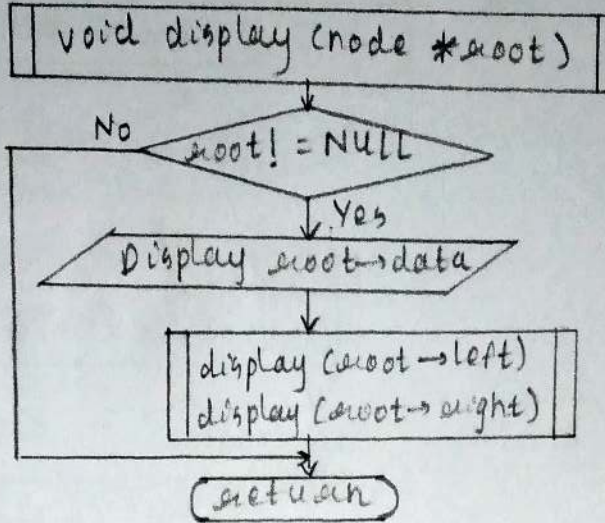 void display (node *root)
No
root! = NULL
Yes
Display root→data
display (root→left)
display (root→right)
return